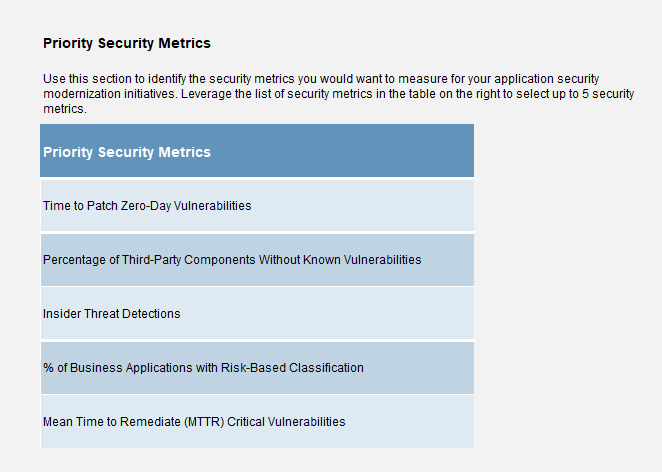 Priority Security Metrics
Use this section to identify the security metrics you would want to measure for your application security
modernization initiatives. Leverage the list of security metrics in the table on the right to select up to 5 security
metrics.
Priority Security Metrics
Time to Patch Zero-Day Vulnerabilities
Percentage of Third-Party Components Without Known Vulnerabilities
Insider Threat Detections
% of Business Applications with Risk-Based Classification
Mean Time to Remediate (MTTR) Critical Vulnerabilities